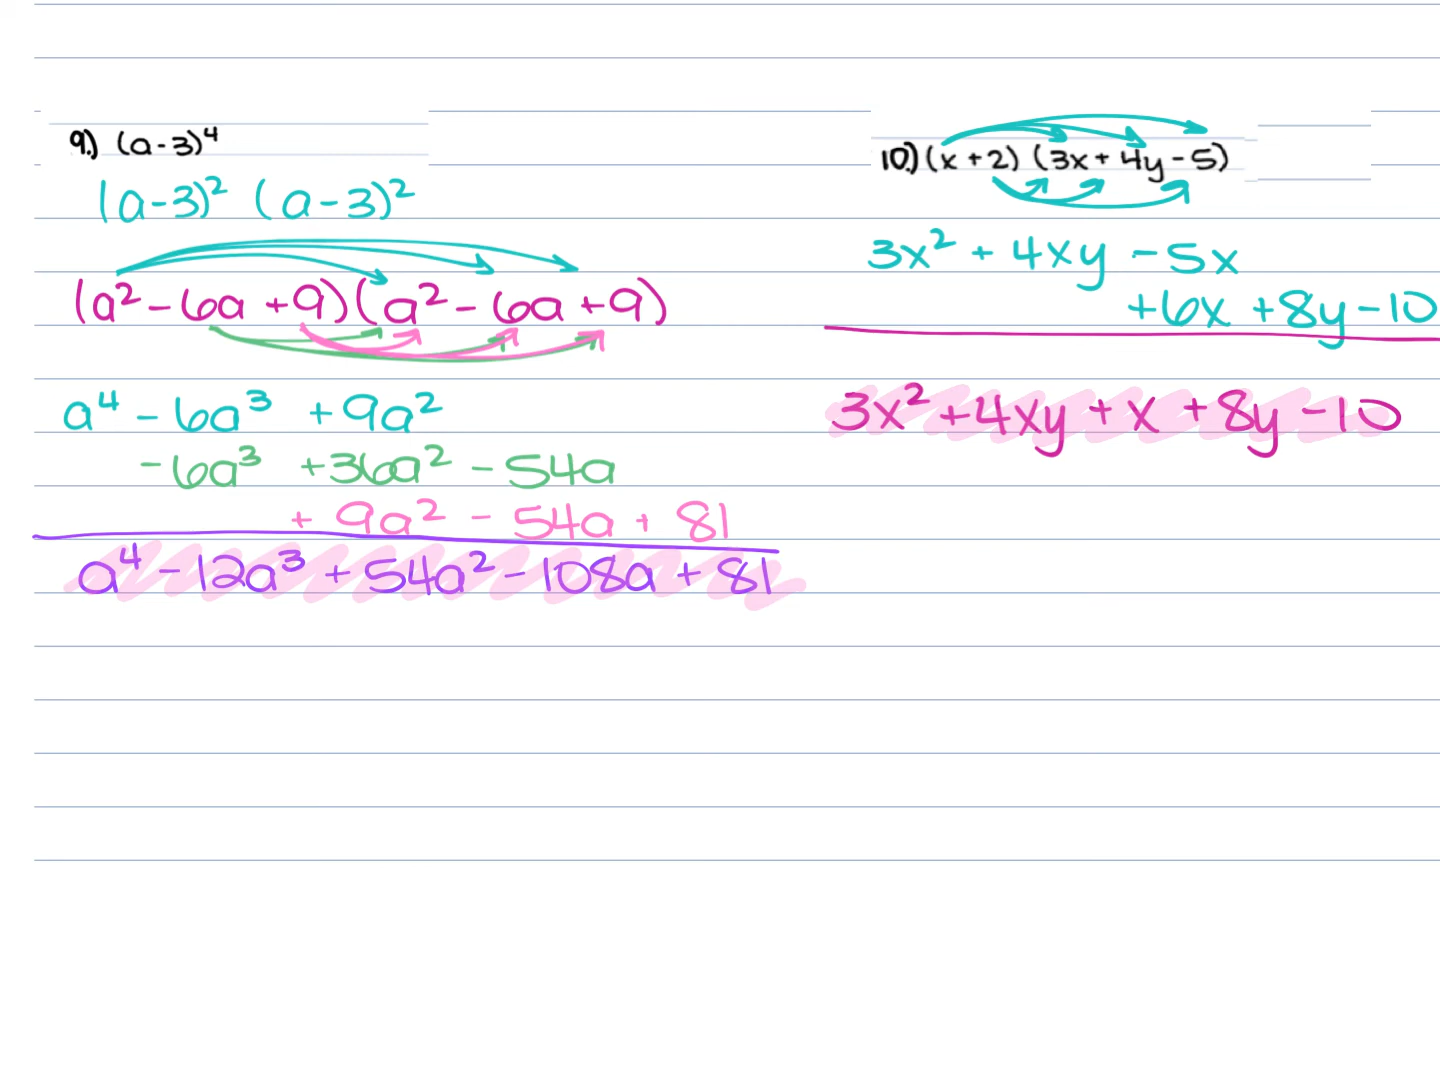 9.) (a-3)⁴
(a-3)² (a-3)²
(a² - 6a + 9)(a² - 6a + 9)
a⁴ - 6a³ + 9a²
- 6a³ + 36a² - 54a
+ 9a² - 54a + 81
a⁴ - 12a³ + 54a² - 108a + 81
10.) (x + 2) (3x + 4y - 5)
3x² + 4xy - 5x
+6x + 8y - 10
3x² + 4xy + x + 8y - 10